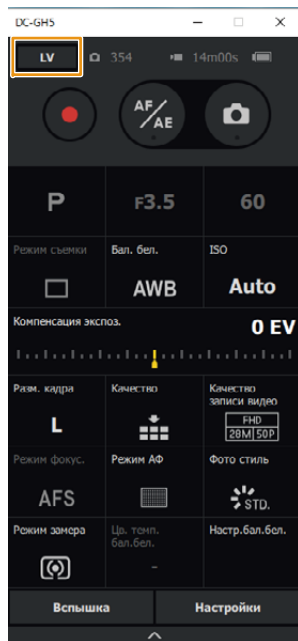 DC-GH5
LV 354 14m00s
AF/AE
P F3.5 60
Режим съемки Бал. бел. ISO
AWB Auto
Компенсация экспоз. 0 EV
Разм. кадра Качество Качество записи видео
L FHD 28M 50P
Режим фокус. Режим АФ Фото стиль
AFS STD.
Режим замера Цв. темп. бал.бел. Настр.бал.бел.
-
Вспышка Настройки